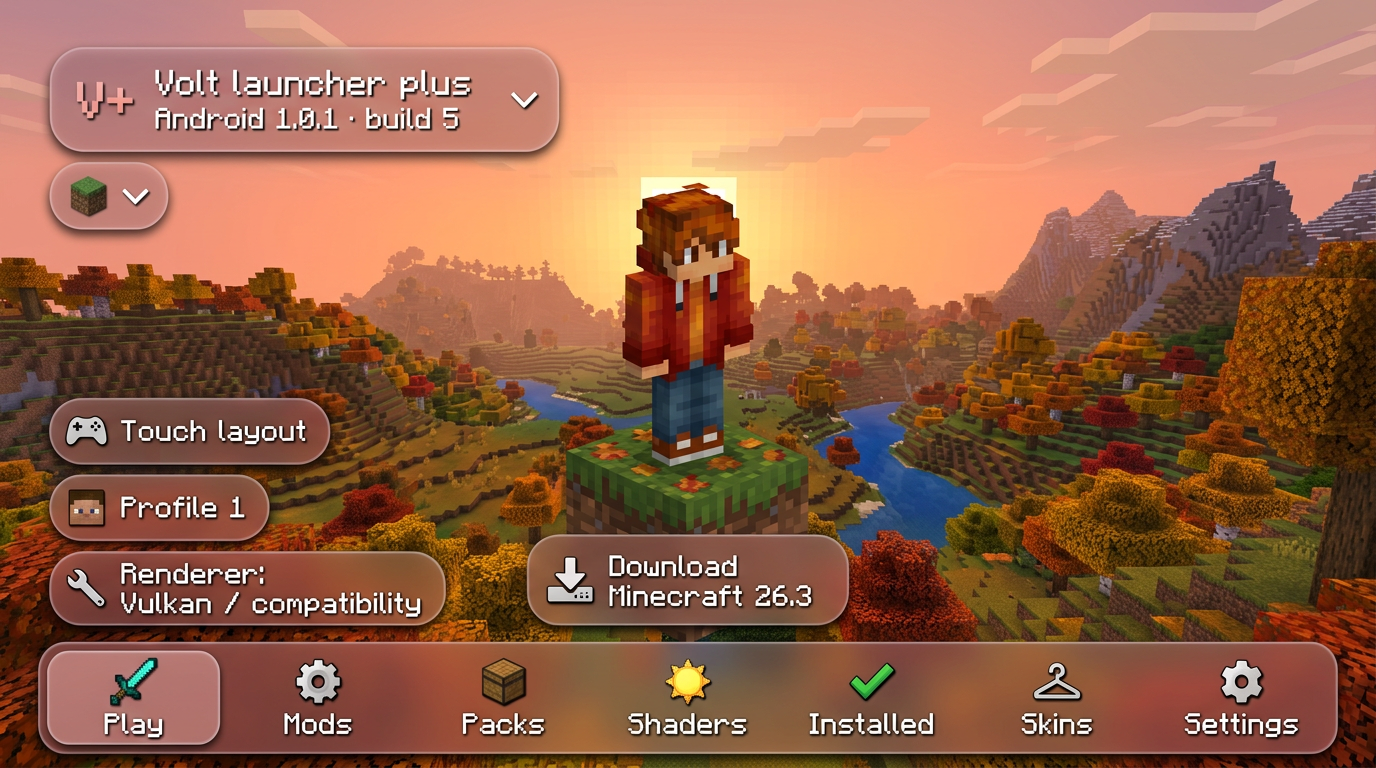 V+
Volt launcher plus
Android 1.0.1 · build 5
Touch layout
Profile 1
Renderer:
Vulkan / compatibility
Download
Minecraft 26.3
Play
Mods
Packs
Shaders
Installed
Skins
Settings